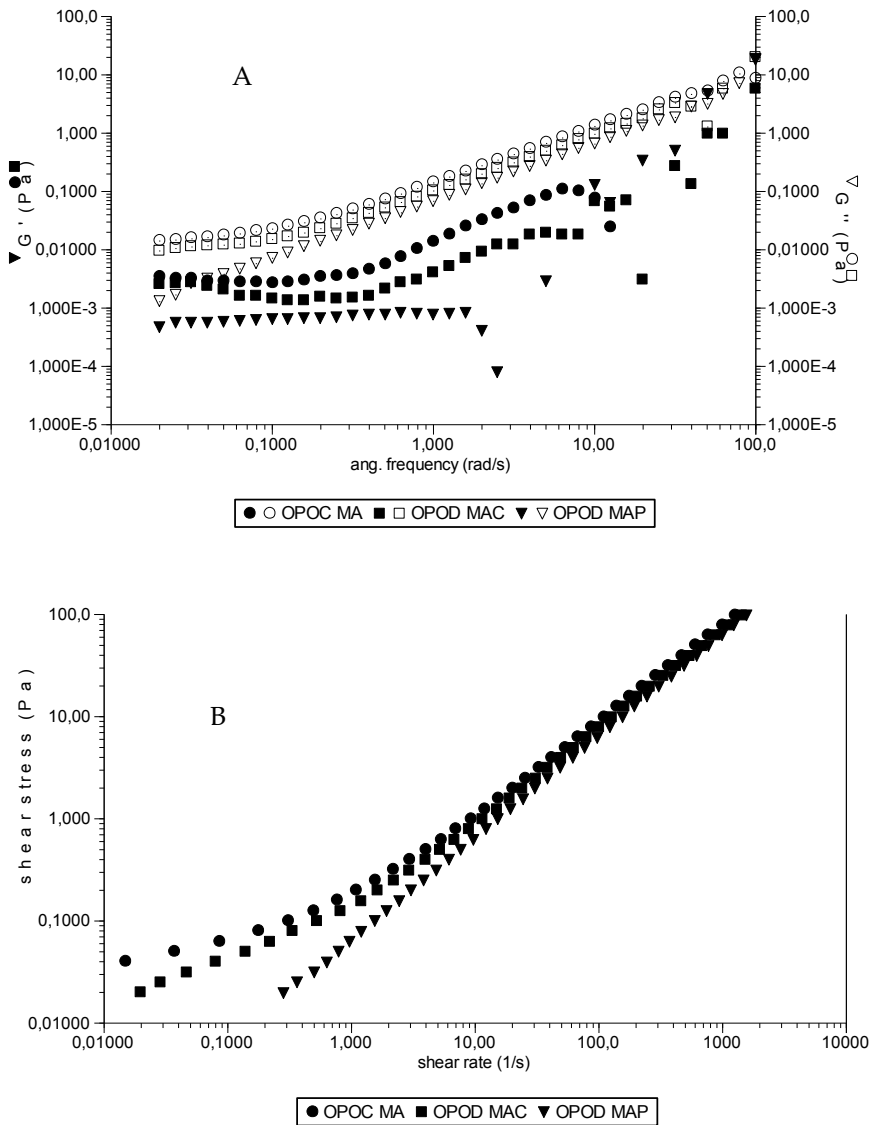 A
100,0
10,00
1,000
0,1000
0,01000
1,000E-3
1,000E-4
1,000E-5
G ' (P a)
100,0
10,00
1,000
0,1000
0,01000
1,000E-3
1,000E-4
1,000E-5
G '' (P a)
0,01000 0,1000 1,000 10,00 100,0
ang. frequency (rad/s)
OPOC MA OPOD MAC OPOD MAP
B
100,0
10,00
1,000
0,1000
0,01000
shear stress (Pa)
0,01000 0,1000 1,000 10,00 100,0 1000 10000
shear rate (1/s)
OPOC MA OPOD MAC OPOD MAP